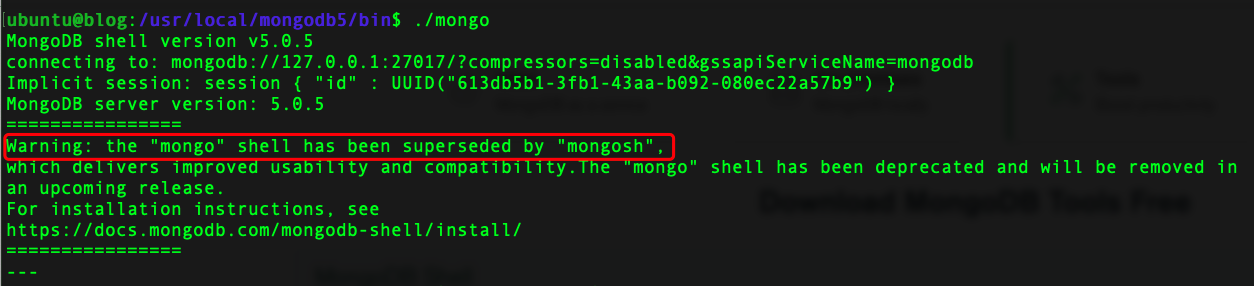 ubuntu@blog:/usr/local/mongodb5/bin$ ./mongo
MongoDB shell version v5.0.5
connecting to: mongodb://127.0.0.1:27017/?compressors=disabled&gssapiServiceName=mongodb
Implicit session: session { "id" : UUID("613db5b1-3fb1-43aa-b092-080ec22a57b9") }
MongoDB server version: 5.0.5
================
Warning: the "mongo" shell has been superseded by "mongosh",
which delivers improved usability and compatibility.The "mongo" shell has been deprecated and will be removed in
an upcoming release.
For installation instructions, see
https://docs.mongodb.com/mongodb-shell/install/
================
---
Download MongoDB Tools Free